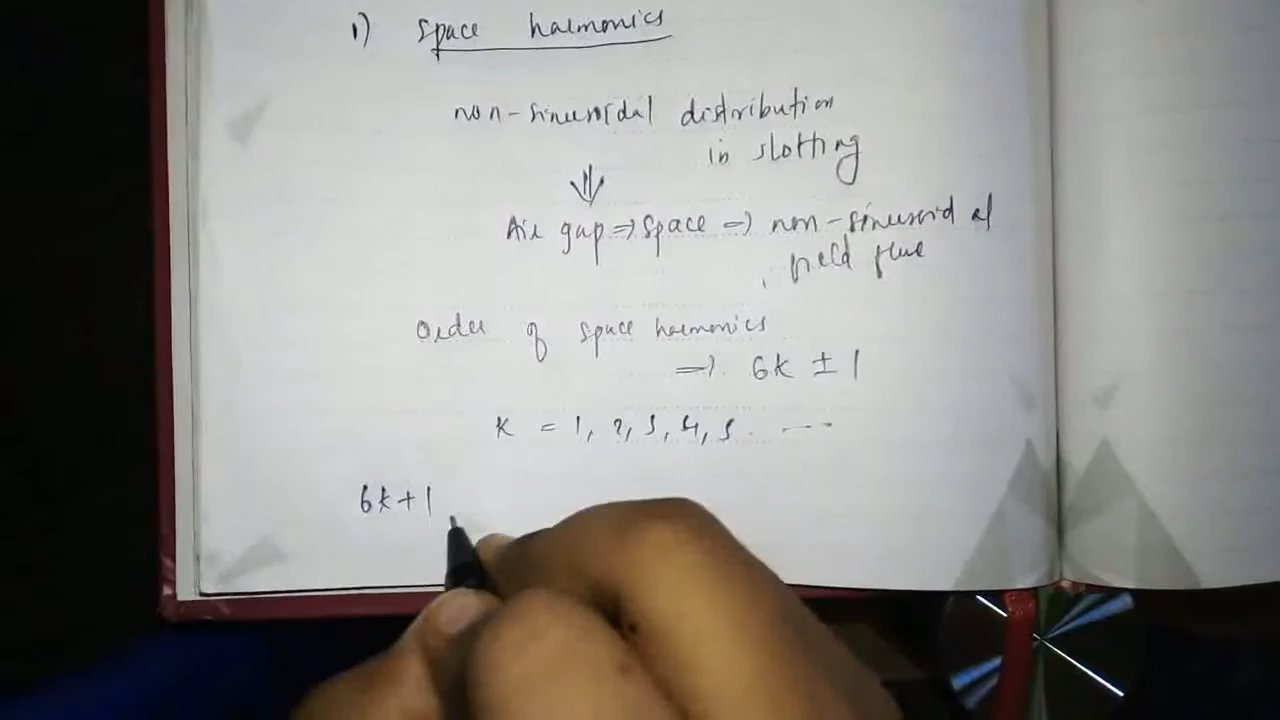 1) Space harmonics
non-sinusoidal distribution
in slotting
Air gap ⇒ space ⇒ non-sinusoidal
field flux
Order of space harmonics
⇒ 6k ± 1
k = 1, 2, 3, 4, 5 ....
6k+1